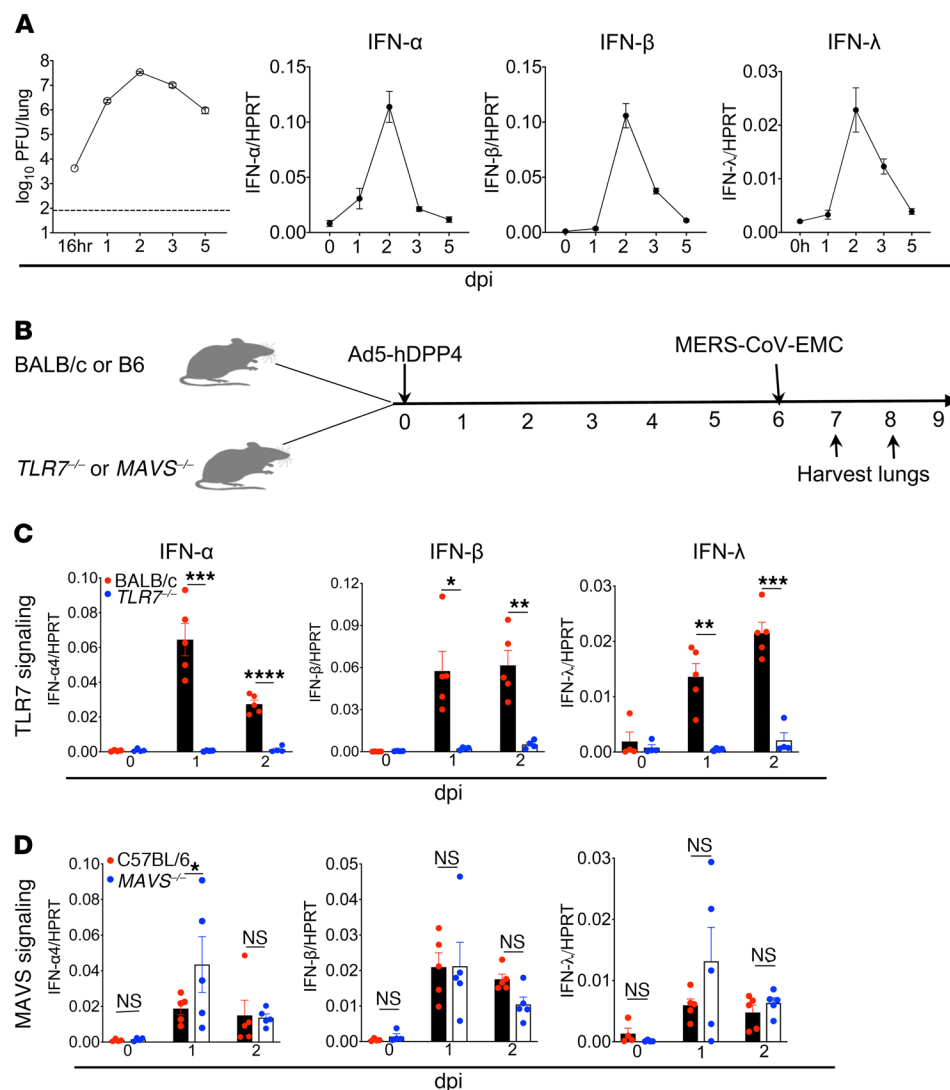 A
IFN-α
IFN-β
IFN-λ
log10 PFU/lung
8
7
6
5
4
3
2
1
16hr 1 2 3 5
IFN-α/HPRT
0.15
0.10
0.05
0.00
0 1 2 3 5
IFN-β/HPRT
0.15
0.10
0.05
0.00
0 1 2 3 5
IFN-λ/HPRT
0.03
0.02
0.01
0.00
0h 1 2 3 5
dpi
B
BALB/c or B6
TLR7–/– or MAVS–/–
Ad5-hDPP4
MERS-CoV-EMC
0 1 2 3 4 5 6 7 8 9
Harvest lungs
C
TLR7 signaling
IFN-α
IFN-β
IFN-λ
BALB/c
TLR7–/–
IFN-α4/HPRT
0.10
0.08
0.06
0.04
0.02
0.00
***
****
0 1 2
IFN-β/HPRT
0.12
0.09
0.06
0.03
0.00
*
**
0 1 2
IFN-λ/HPRT
0.03
0.02
0.01
0.00
**
***
0 1 2
dpi
D
MAVS signaling
C57BL/6
MAVS–/–
IFN-α4/HPRT
0.10
0.08
0.06
0.04
0.02
0.00
NS
*
NS
0 1 2
IFN-β/HPRT
0.05
0.04
0.03
0.02
0.01
0.00
NS
NS
NS
0 1 2
IFN-λ/HPRT
0.03
0.02
0.01
0.00
NS
NS
NS
0 1 2
dpi